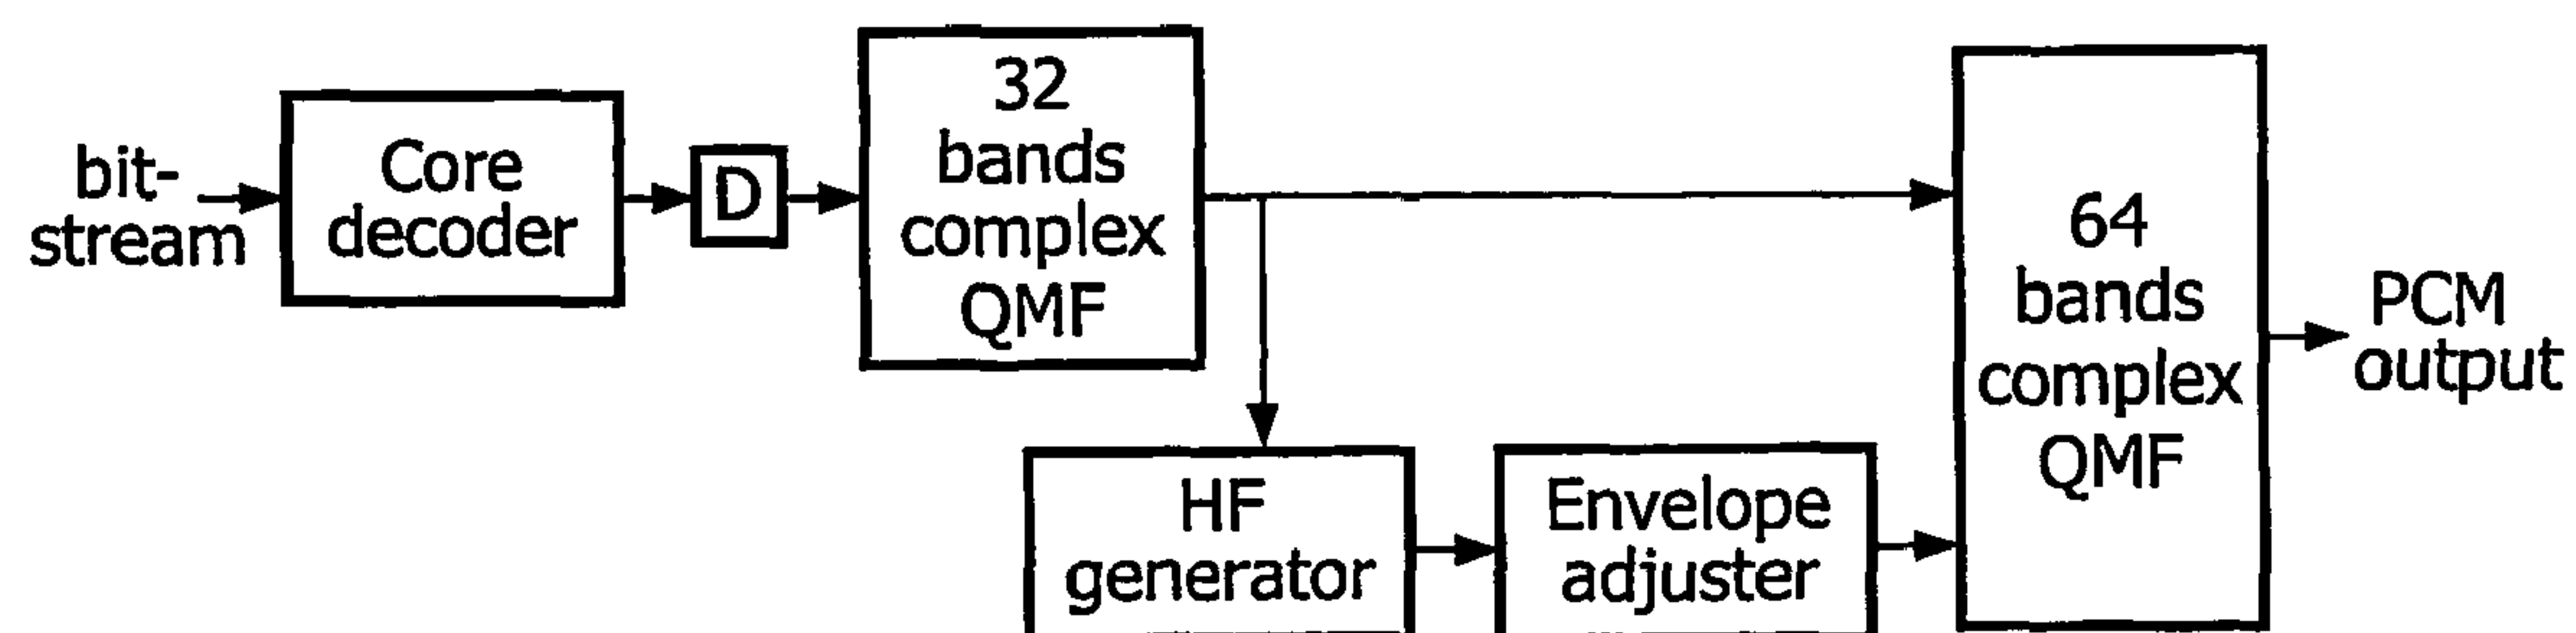 bit-
stream
Core
decoder
D
32
bands
complex
QMF
HF
generator
Envelope
adjuster
64
bands
complex
QMF
PCM
output